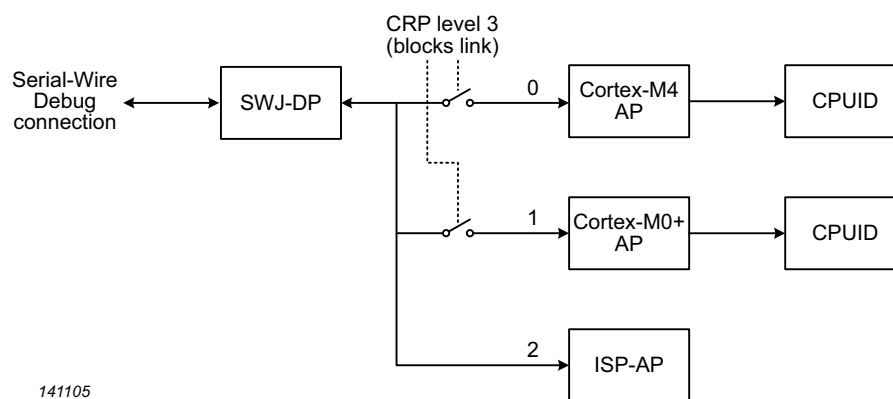 CRP level 3
(blocks link)
Serial-Wire
Debug
connection
SWJ-DP
0
Cortex-M4
AP
CPUID
1
Cortex-M0+
AP
CPUID
2
ISP-AP
141105